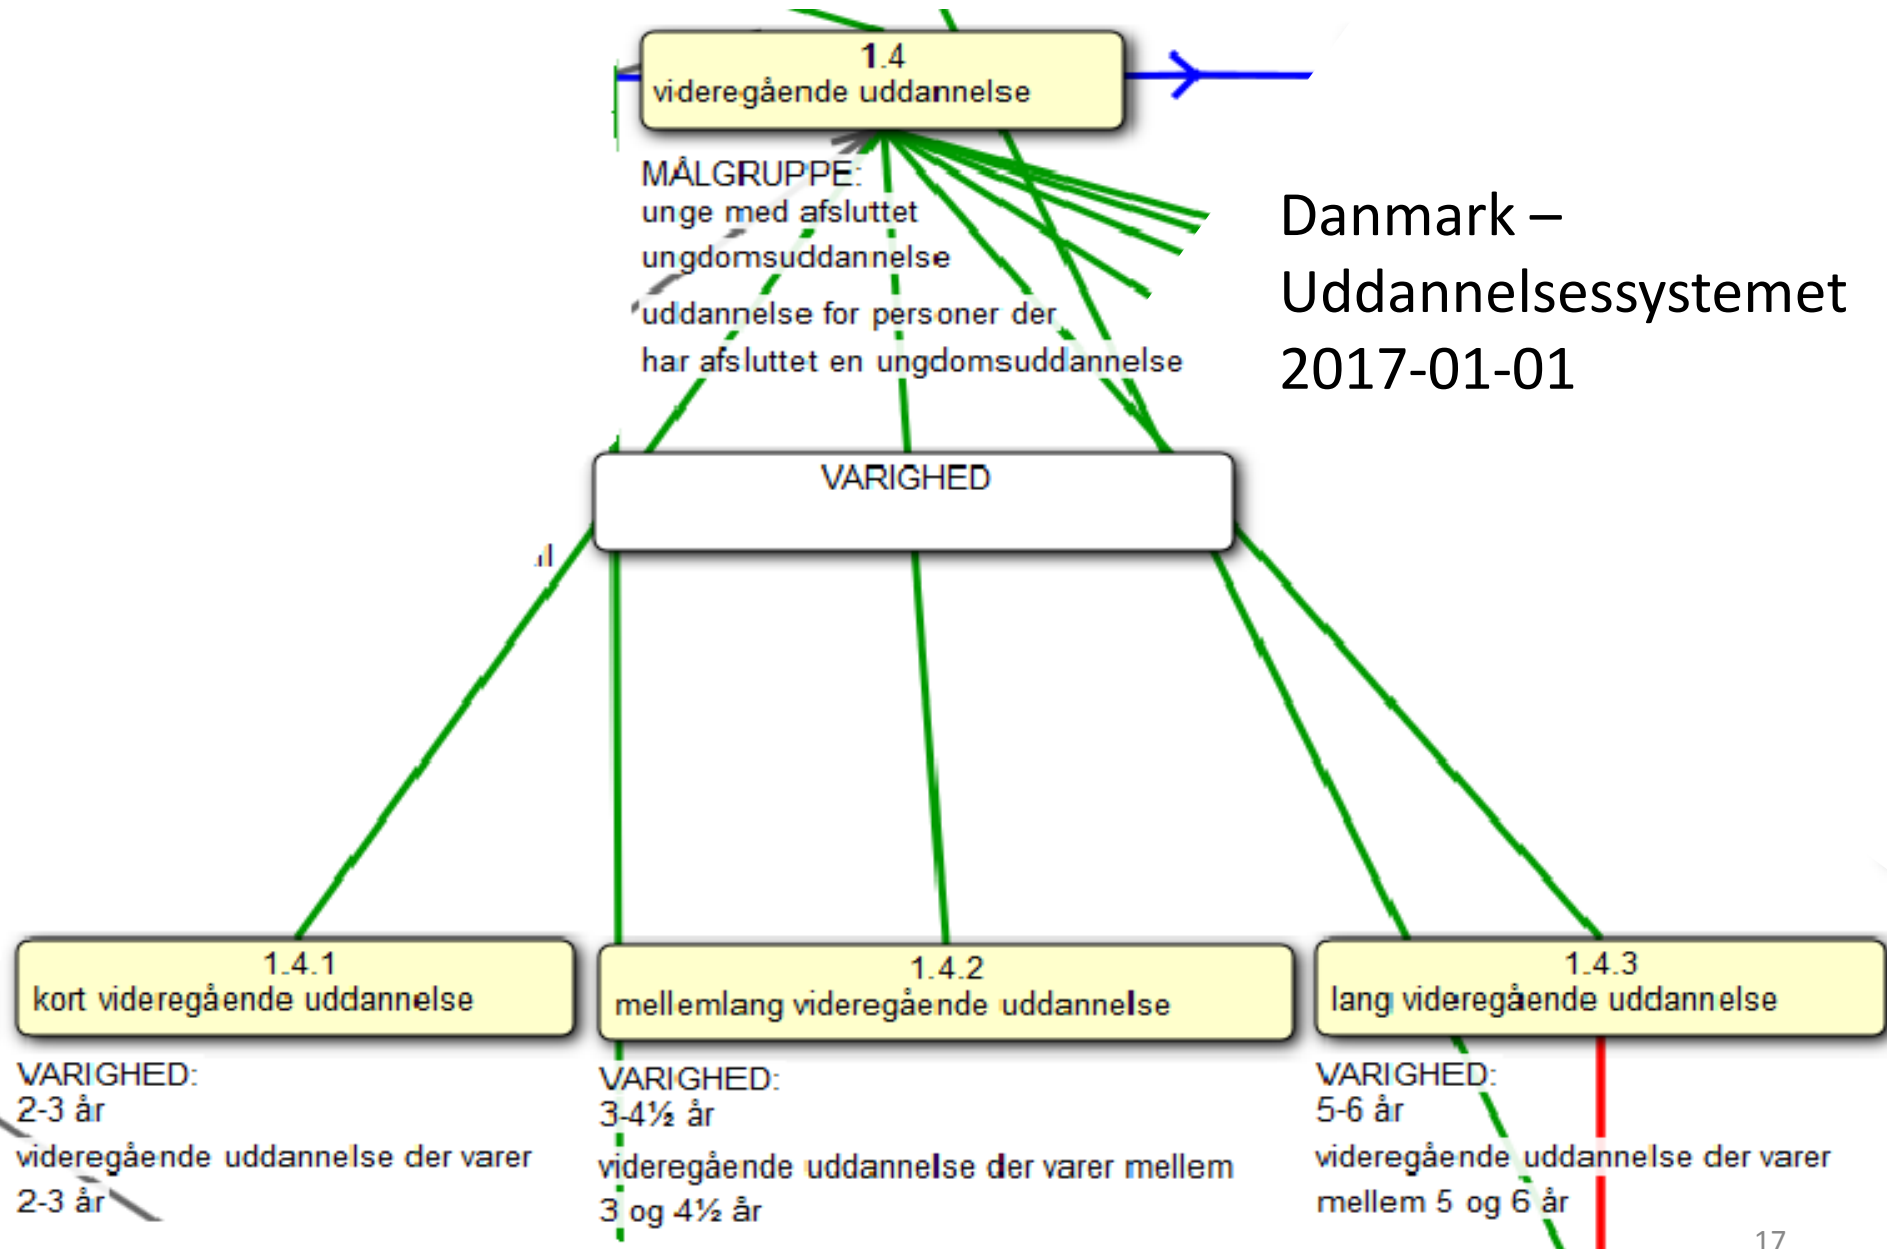 1.4
videregående uddannelse
MÅLGRUPPE:
unge med afsluttet
ungdomsuddannelse
uddannelse for personer der
har afsluttet en ungdomsuddannelse
Danmark –
Uddannelsessystemet
2017-01-01
VARIGHED
1.4.1
kort videregående uddannelse
VARIGHED:
2-3 år
videregående uddannelse der varer
2-3 år
1.4.2
mellemlang videregående uddannelse
VARIGHED:
3-4½ år
videregående uddannelse der varer mellem
3 og 4½ år
1.4.3
lang videregående uddannelse
VARIGHED:
5-6 år
videregående uddannelse der varer
mellem 5 og 6 år
17